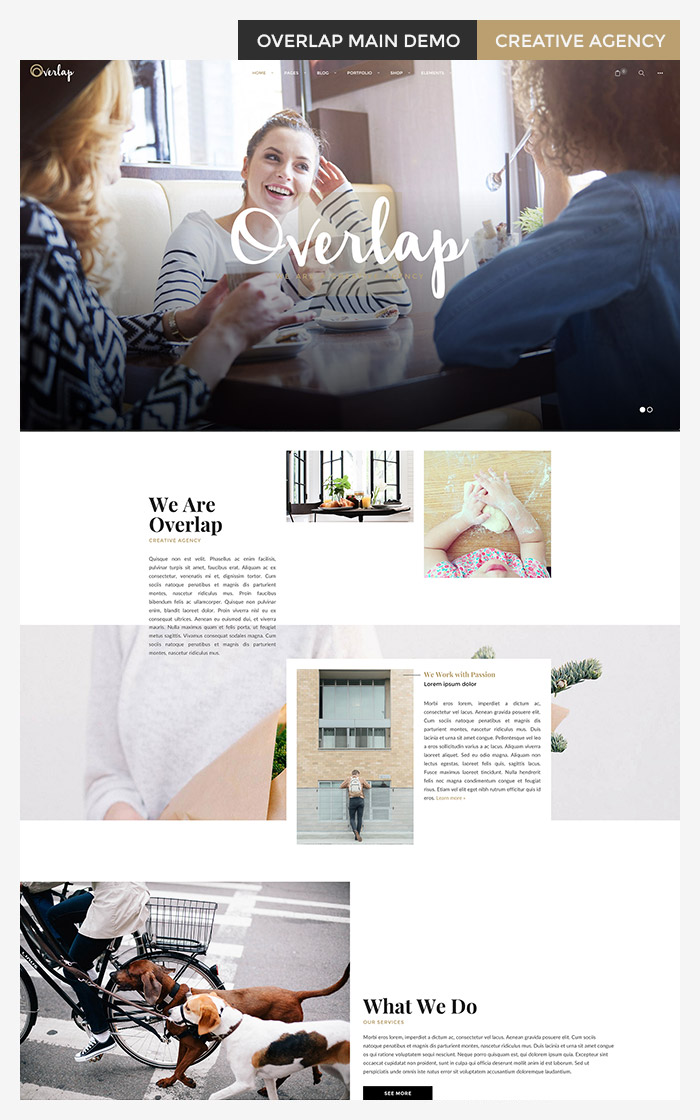 OVERLAP MAIN DEMO
CREATIVE AGENCY
Overlap
HOME PAGES BLOG PORTFOLIO SHOP ELEMENTS
Overlap
We Are
Overlap
CREATIVE AGENCY
Quisque non est velit. Phasellus ac enim facilisis,
pulvinar turpis sit amet, faucibus erat. Aliquam ac ex
consectetur, venenatis mi et, dignissim tortor. Cum
sociis natoque penatibus et magnis dis parturient
montes, nascetur ridiculus mus. Proin faucibus
bibendum felis ac ullamcorper. Quisque non pulvinar
enim, blandit laoreet dolor. Proin viverra nisl eu ex
consequat ultrices. Aenean eu euismod dui, et viverra
mauris. Nulla maximus quam et felis porta, ut feugiat
metus sagittis. Vivamus consequat sodales magna. Cum
sociis natoque penatibus et magnis dis parturient
montes, nascetur ridiculus mus.
We Work with Passion
Lorem ipsum dolor
Morbi eros lorem, imperdiet a dictum ac,
consectetur vel lacus. Aenean gravida posuere elit.
Cum sociis natoque penatibus et magnis dis
parturient montes, nascetur ridiculus mus. Duis
lacinia et urna sit amet congue. Pellentesque vel leo
a eros sollicitudin varius a ac lacus. Aliquam viverra
laoreet aliquet. Sed eu odio magna. Aliquam non
lectus egestas, laoreet felis quis, sagittis lacus.
Fusce maximus laoreet tincidunt. Nulla hendrerit
felis nec magna condimentum congue et imperdiet
risus. Etiam vel elit eget nibh rutrum efficitur quis id
eros. Learn more »
What We Do
OUR SERVICES
Morbi eros lorem, imperdiet a dictum ac, consectetur vel lacus. Aenean gravida posuere elit. Cum sociis
natoque penatibus et magnis dis parturient montes, nascetur ridiculus mus. Duis lacinia et urna sit amet congue
os qui ratione voluptatem sequi nesciunt. Neque porro quisquam est, qui dolorem ipsum quia. Excepteur sint
occaecat cupidatat non proident, sunt in culpa qui officia deserunt mollit anim id est laborum. Sed ut
perspiciatis unde omnis iste natus error sit voluptatem accusantium doloremque laudantium.
SEE MORE